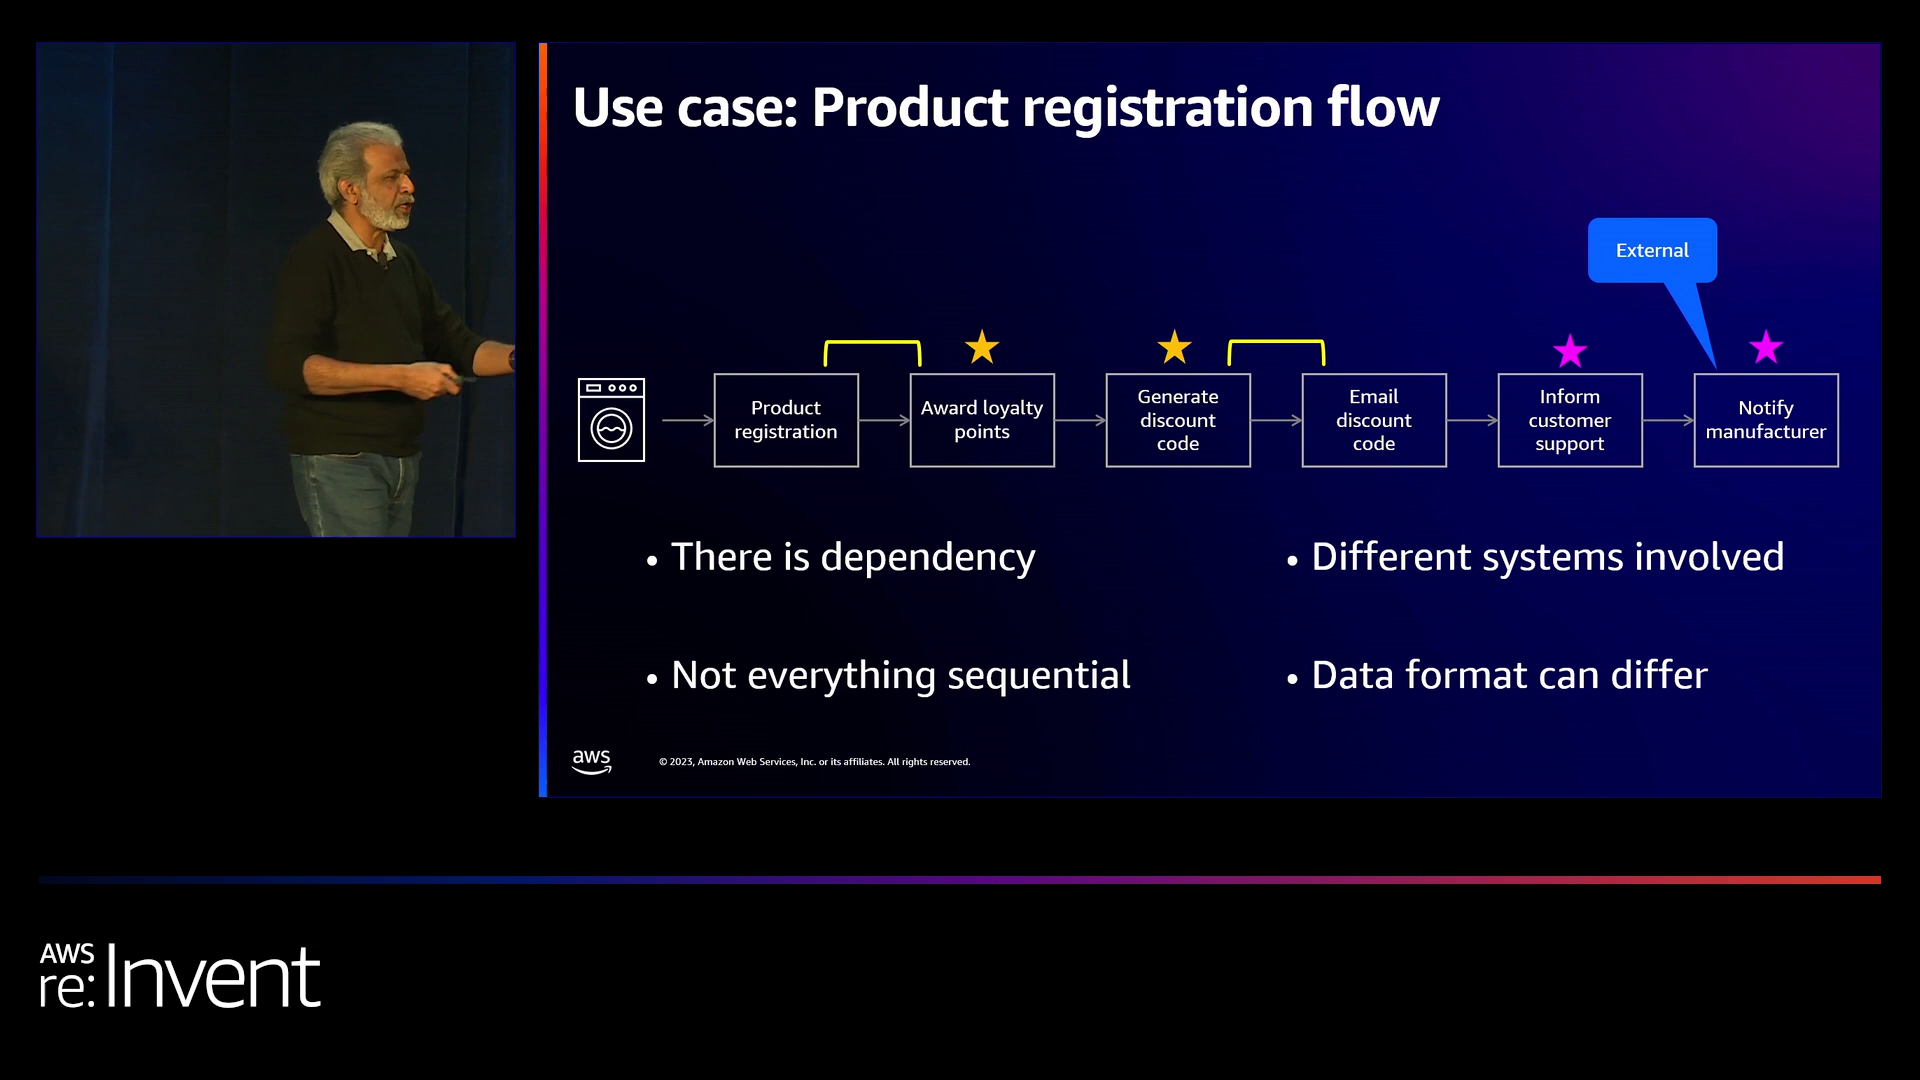 Use case: Product registration flow
External
Product
registration
Award loyalty
points
Generate
discount
code
Email
discount
code
Inform
customer
support
Notify
manufacturer
• There is dependency
• Not everything sequential
• Different systems involved
• Data format can differ
aws
© 2023, Amazon Web Services, Inc. or its affiliates. All rights reserved.
AWS
re:Invent